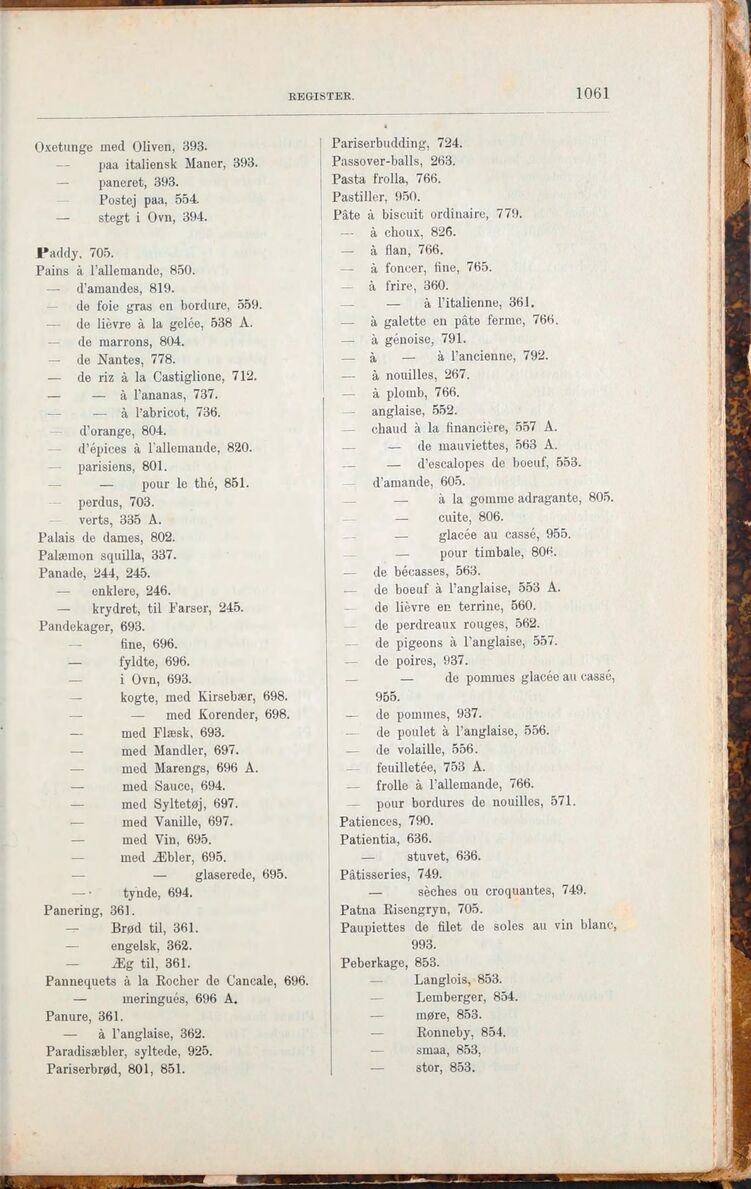 REGISTER. 1061
Oxetunge med Oliven, 393.
— paa italiensk Maner, 393.
— paneret, 393.
— Postej paa, 554.
— stegt i Ovn, 394.
Paddy, 705.
Pains à l'allemande, 850.
— d'amandes, 819.
— de foie gras en bordure, 559.
— de lièvre à la gelée, 538 A.
— de marrons, 804.
— de Nantes, 778.
— de riz à la Castiglione, 712.
— — à l'ananas, 737.
— — à l'abricot, 736.
— d'orange, 804.
— d'épices à l'allemande, 820.
— parisiens, 801.
— — pour le thé, 851.
— perdus, 703.
— verts, 335 A.
Palais de dames, 802.
Palæmon squilla, 337.
Panade, 244, 245.
— enklere, 246.
— krydret, til Farser, 245.
Pandekager, 693.
— fine, 696.
— fyldte, 696.
— i Ovn, 693.
— kogte, med Kirsebær, 698.
— — med Korender, 698.
— med Flæsk, 693.
— med Mandler, 697.
— med Marengs, 696 A.
— med Sauce, 694.
— med Syltetøj, 697.
— med Vanille, 697.
— med Vin, 695.
— med Æbler, 695.
— — glaserede, 695.
— tynde, 694.
Panering, 361.
— Brød til, 361.
— engelsk, 362.
— Æg til, 361.
Pannequets à la Rocher de Cancale, 696.
— meringués, 696 A.
Panure, 361.
— à l'anglaise, 362.
Paradisæbler, syltede, 925.
Pariserbrød, 801, 851.
Pariserbudding, 724.
Passover-balls, 263.
Pasta frolla, 766.
Pastiller, 950.
Pâte à biscuit ordinaire, 779.
— à choux, 826.
— à flan, 766.
— à foncer, fine, 765.
— à frire, 360.
— — à l'italienne, 361.
— à galette en pâte ferme, 766.
— à génoise, 791.
— à — à l'ancienne, 792.
— à nouilles, 267.
— à plomb, 766.
— anglaise, 552.
— chaud à la financière, 557 A.
— — de mauviettes, 563 A.
— — d'escalopes de boeuf, 553.
— d'amande, 605.
— — à la gomme adragante, 805.
— — cuite, 806.
— — glacée au cassé, 955.
— — pour timbale, 806.
— de bécasses, 563.
— de boeuf à l'anglaise, 553 A.
— de lièvre en terrine, 560.
— de perdreaux rouges, 562.
— de pigeons à l'anglaise, 557.
— de poires, 937.
— — de pommes glacée au cassé,
955.
— de pommes, 937.
— de poulet à l'anglaise, 556.
— de volaille, 556.
— feuilletée, 753 A.
— frolle à l'allemande, 766.
— pour bordures de nouilles, 571.
Patiences, 790.
Patientia, 636.
— stuvet, 636.
Pâtisseries, 749.
— sèches ou croquantes, 749.
Patna Risengryn, 705.
Paupiettes de filet de soles au vin blanc,
993.
Peberkage, 853.
— Langlois, 853.
— Lemberger, 854.
— møre, 853.
— Ronneby, 854.
— smaa, 853.
— stor, 853.